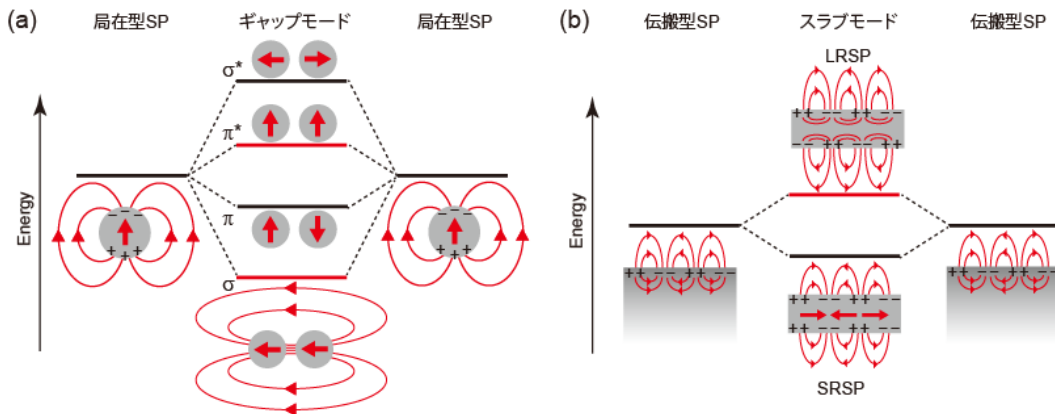 (a)
局在型SP
ギャップモード
局在型SP
Energy
σ*
π*
π
σ
− − −
+ + +
− − −
+ + +
(b)
伝搬型SP
スラブモード
伝搬型SP
Energy
LRSP
++ −− ++ −−
−− ++ −− ++
++ −− ++ −−
++ −− ++ −−
++ −− ++ −−
++ −− ++ −−
SRSP